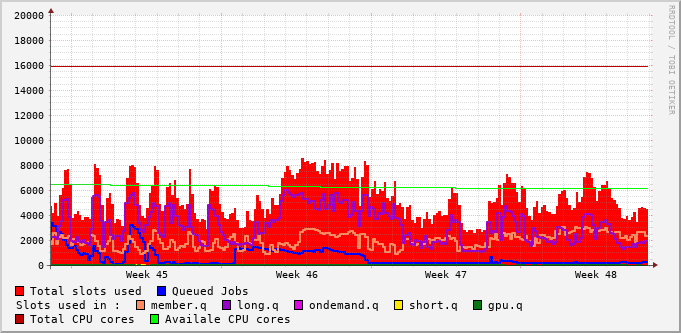 20000
18000
16000
14000
12000
10000
8000
6000
4000
2000
0
Week 45 Week 46 Week 47 Week 48
Total slots used Queued Jobs
Slots used in : member.q long.q ondemand.q short.q gpu.q
Total CPU cores Availale CPU cores
RRDTOOL / TOBI OETIKER